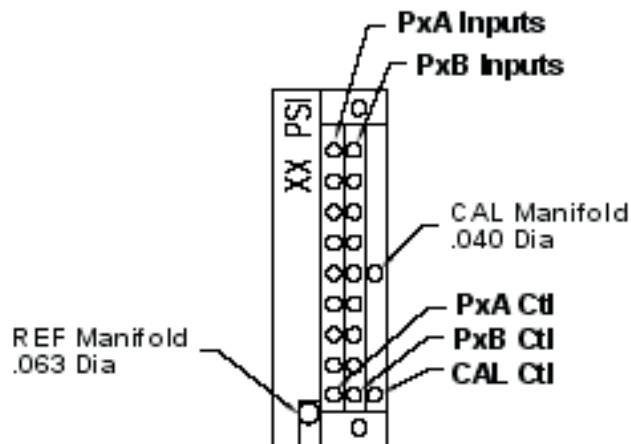 PxA Inputs
PxB Inputs
XX PSI
CAL Manifold
.040 Dia
PxA Ctl
PxB Ctl
CAL Ctl
REF Manifold
.063 Dia